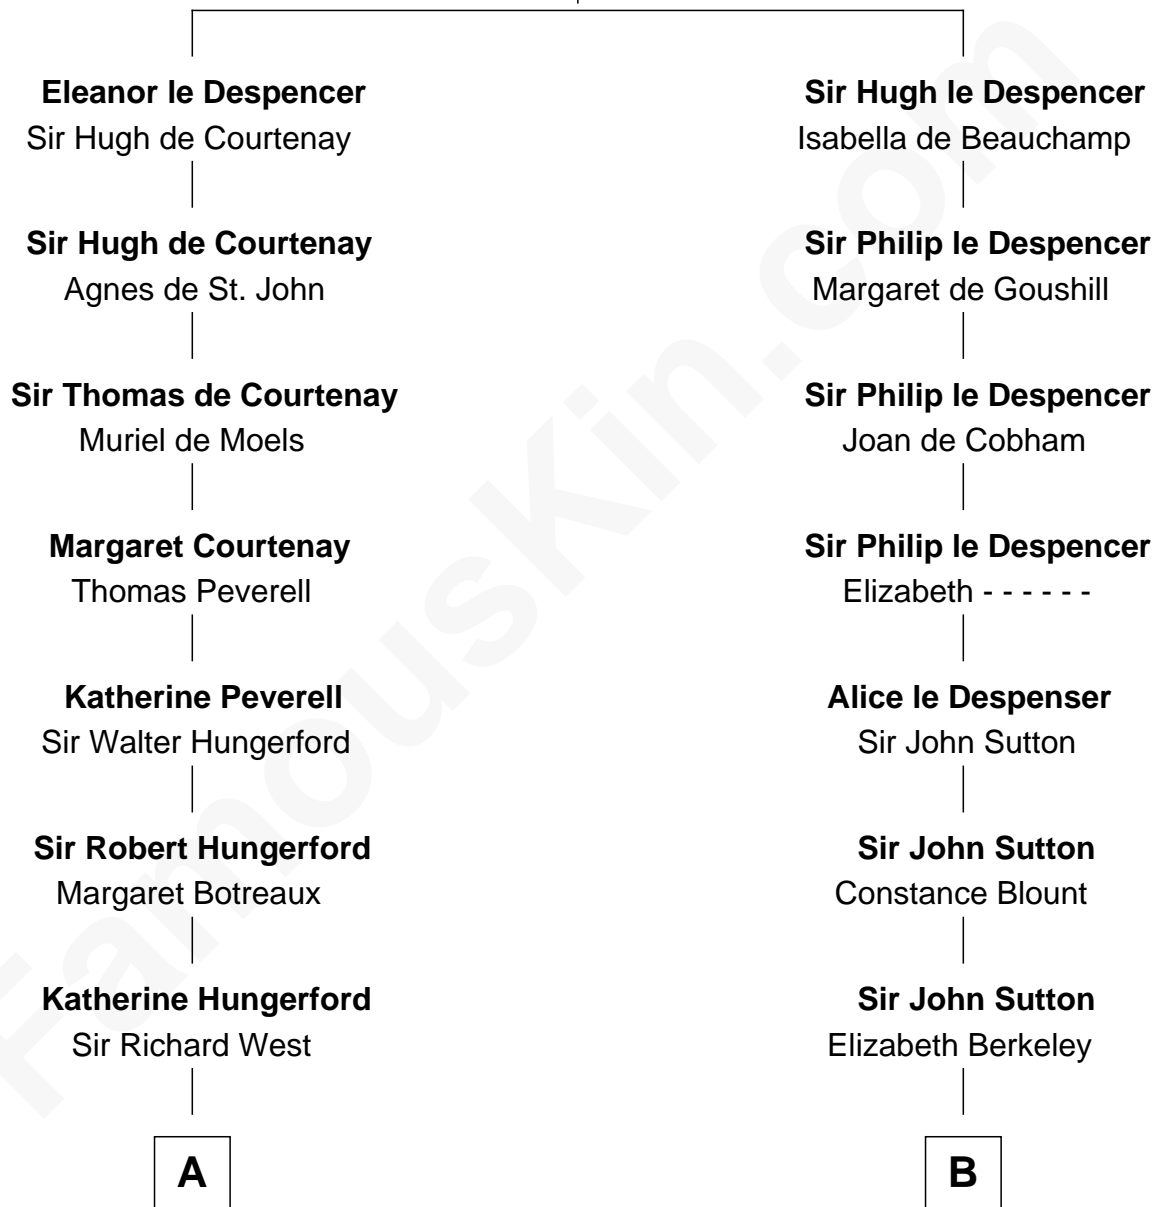 Eleanor le Despencer
Sir Hugh de Courtenay
Sir Hugh de Courtenay
Agnes de St. John
Sir Thomas de Courtenay
Muriel de Moels
Margaret Courtenay
Thomas Peverell
Katherine Peverell
Sir Walter Hungerford
Sir Robert Hungerford
Margaret Botreaux
Katherine Hungerford
Sir Richard West
A
Sir Hugh le Despencer
Isabella de Beauchamp
Sir Philip le Despencer
Margaret de Goushill
Sir Philip le Despencer
Joan de Cobham
Sir Philip le Despencer
Elizabeth - - - - - -
Alice le Despenser
Sir John Sutton
Sir John Sutton
Constance Blount
Sir John Sutton
Elizabeth Berkeley
B
FamousKin.com